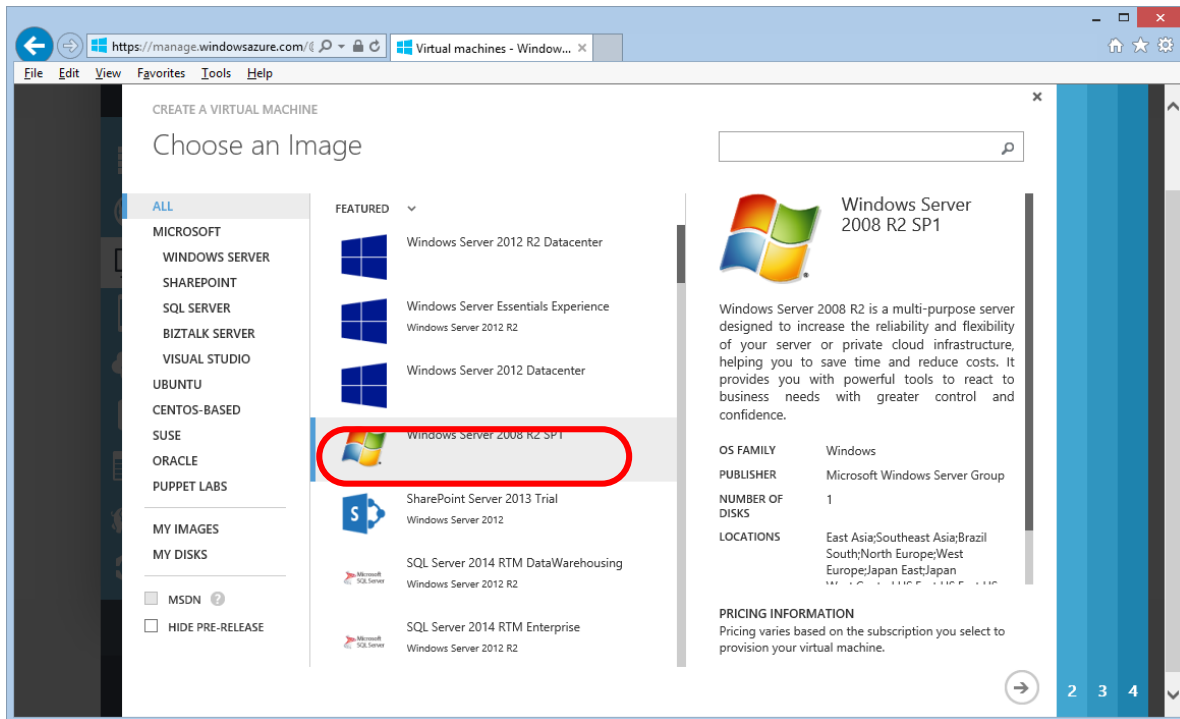 https://manage.windowsazure.com/
Virtual machines - Window...
File Edit View Favorites Tools Help
CREATE A VIRTUAL MACHINE
Choose an Image
ALL
MICROSOFT
WINDOWS SERVER
SHAREPOINT
SQL SERVER
BIZTALK SERVER
VISUAL STUDIO
UBUNTU
CENTOS-BASED
SUSE
ORACLE
PUPPET LABS
MY IMAGES
MY DISKS
MSDN ?
HIDE PRE-RELEASE
FEATURED
Windows Server 2012 R2 Datacenter
Windows Server Essentials Experience
Windows Server 2012 R2
Windows Server 2012 Datacenter
Windows Server 2008 R2 SP1
S
SharePoint Server 2013 Trial
Windows Server 2012
Microsoft
SQL Server
SQL Server 2014 RTM DataWarehousing
Windows Server 2012 R2
Microsoft
SQL Server
SQL Server 2014 RTM Enterprise
Windows Server 2012 R2
Windows Server
2008 R2 SP1
Windows Server 2008 R2 is a multi-purpose server
designed to increase the reliability and flexibility
of your server or private cloud infrastructure,
helping you to save time and reduce costs. It
provides you with powerful tools to react to
business needs with greater control and
confidence.
OS FAMILY Windows
PUBLISHER Microsoft Windows Server Group
NUMBER OF 1
DISKS
LOCATIONS East Asia;Southeast Asia;Brazil
South;North Europe;West
Europe;Japan East;Japan
PRICING INFORMATION
Pricing varies based on the subscription you select to
provision your virtual machine.
2 3 4